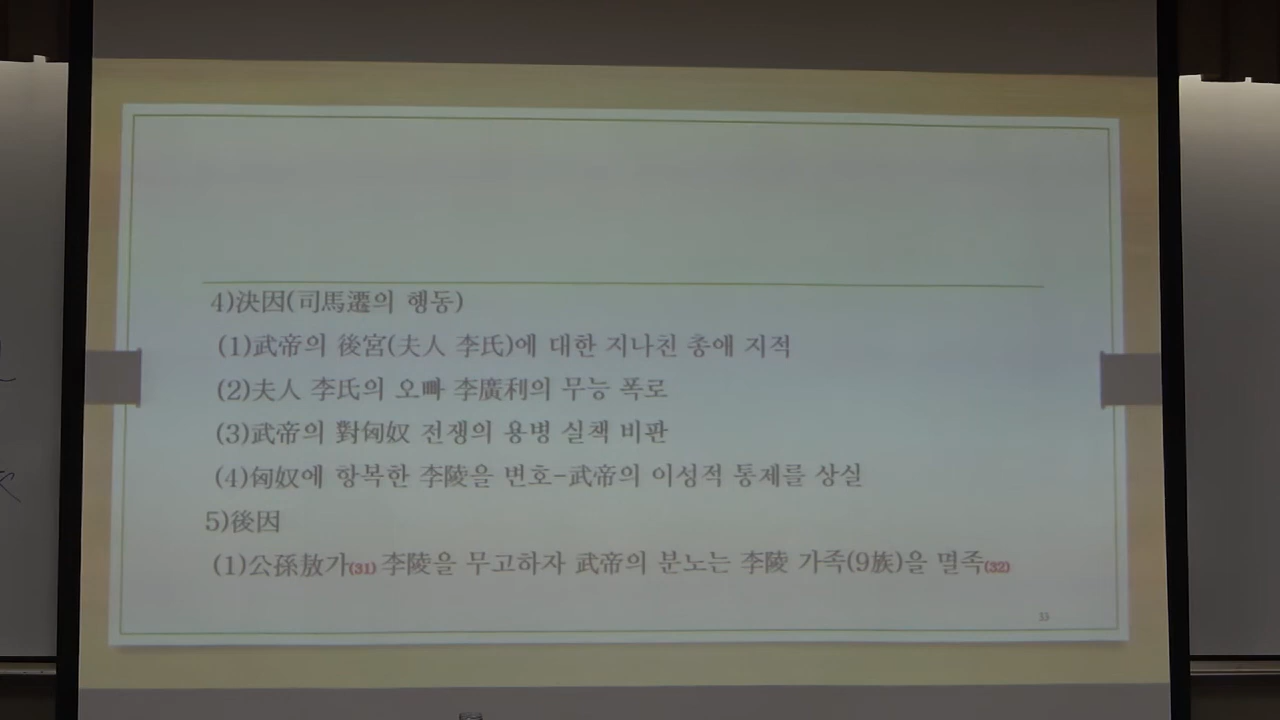 4)決因(司馬遷의 행동)
(1)武帝의 後宮(夫人 李氏)에 대한 지나친 총애 지적
(2)夫人 李氏의 오빠 李廣利의 무능 폭로
(3)武帝의 對匈奴 전쟁의 용병 실책 비판
(4)匈奴에 항복한 李陵을 변호-武帝의 이성적 통제를 상실
5)後因
(1)公孫敖가(31) 李陵을 무고하자 武帝의 분노는 李陵 가족(9族)을 멸족(32)
33